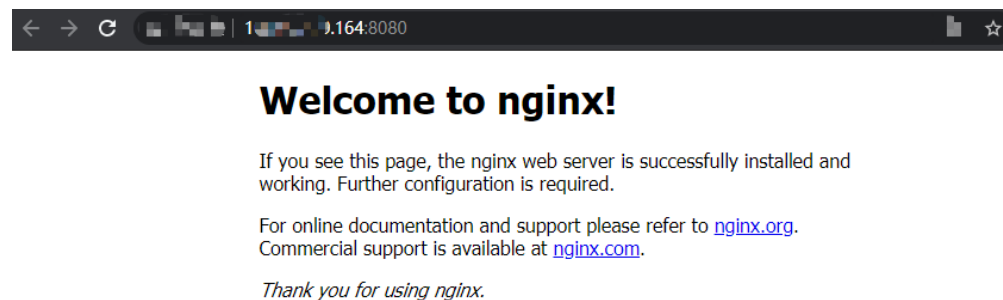 .164:8080
Welcome to nginx!
If you see this page, the nginx web server is successfully installed and
working. Further configuration is required.
For online documentation and support please refer to nginx.org.
Commercial support is available at nginx.com.
Thank you for using nginx.